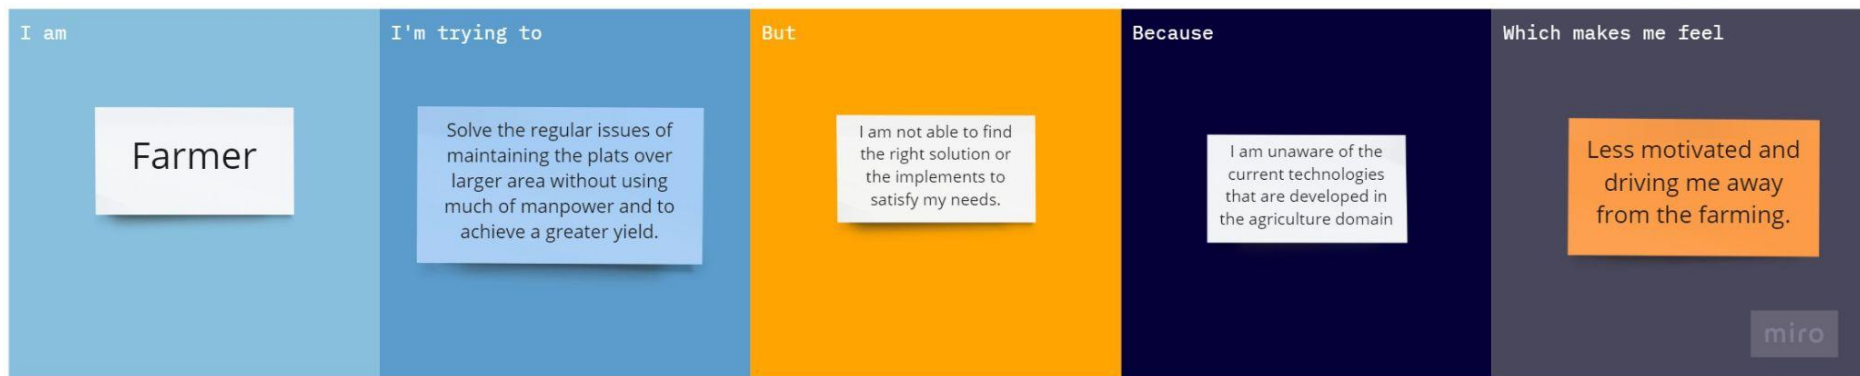 I am
Farmer
I'm trying to
Solve the regular issues of
maintaining the plats over
larger area without using
much of manpower and to
achieve a greater yield.
But
I am not able to find
the right solution or
the implements to
satisfy my needs.
Because
I am unaware of the
current technologies
that are developed in
the agriculture domain
Which makes me feel
Less motivated and
driving me away
from the farming.
miro